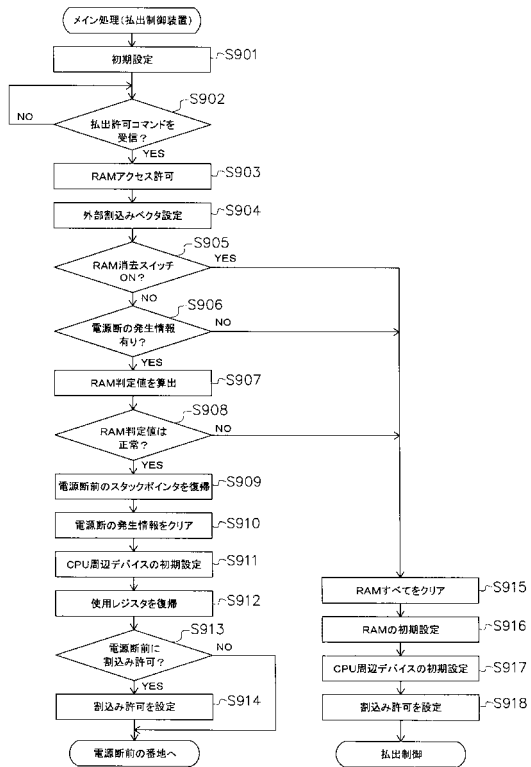 メイン処理(払出制御装置)
初期設定
S901
S902
NO
払出許可コマンドを
受信?
YES
RAMアクセス許可
S903
外部割込みベクタ設定
S904
S905
RAM消去スイッチ
ON?
YES
NO
S906
電源断の発生情報
有り?
NO
YES
RAM判定値を算出
S907
S908
RAM判定値は
正常?
NO
YES
電源断前のスタックポインタを復帰
S909
電源断の発生情報をクリア
S910
CPU周辺デバイスの初期設定
S911
使用レジスタを復帰
S912
S913
電源断前に
割込み許可?
NO
YES
割込み許可を設定
S914
電源断前の番地へ
RAMすべてをクリア
S915
RAMの初期設定
S916
CPU周辺デバイスの初期設定
S917
割込み許可を設定
S918
払出制御